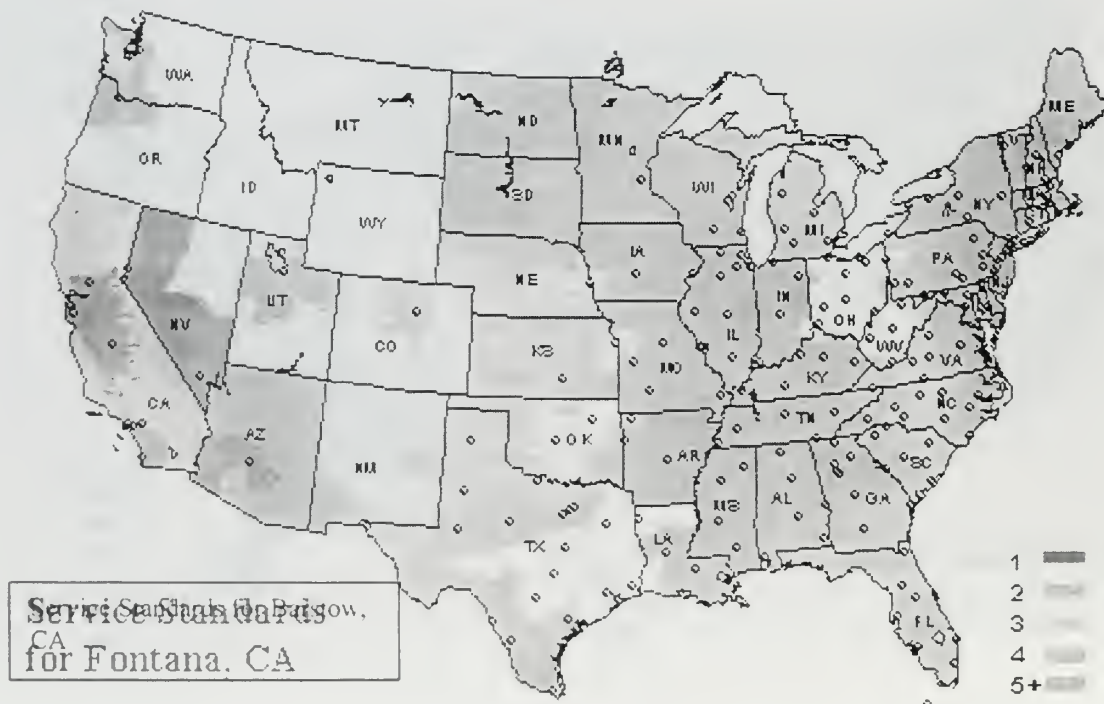 WA
MT
ND
MN
ME
OR
ID
SD
WI
NY
WY
MI
IA
PA
NE
NV
UT
IL
IN
OH
CO
KS
MO
WV
VA
KY
CA
NC
TN
AZ
OK
AR
SC
NM
MS
AL
GA
TX
LA
FL
1
2
3
4
5+
Service Standards for Barstow,
CA
Service Standards
for Fontana, CA